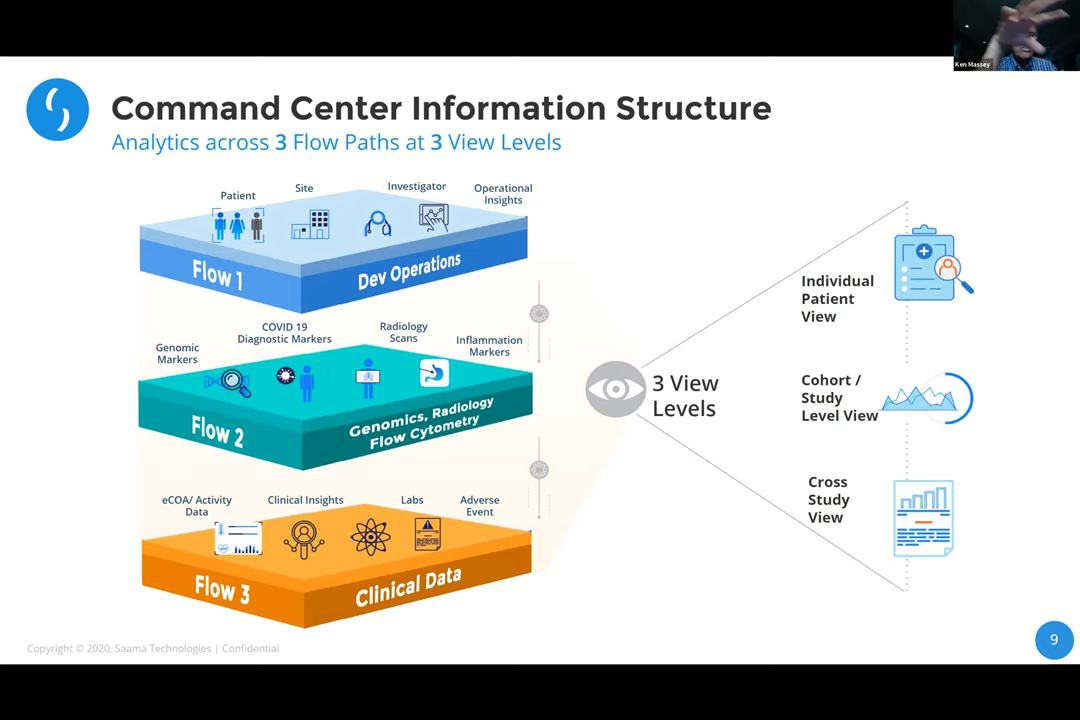 Ken Massey
Command Center Information Structure
Analytics across 3 Flow Paths at 3 View Levels
Patient
Site
Investigator
Operational
Insights
Flow 1
Dev Operations
Genomic
Markers
COVID 19
Diagnostic Markers
Radiology
Scans
Inflammation
Markers
Flow 2
Genomics, Radiology
Flow Cytometry
eCOA/ Activity
Data
Clinical Insights
Labs
Adverse
Event
Flow 3
Clinical Data
3 View
Levels
Individual
Patient
View
Cohort /
Study
Level View
Cross
Study
View
Copyright © 2020, Saama Technologies | Confidential
9